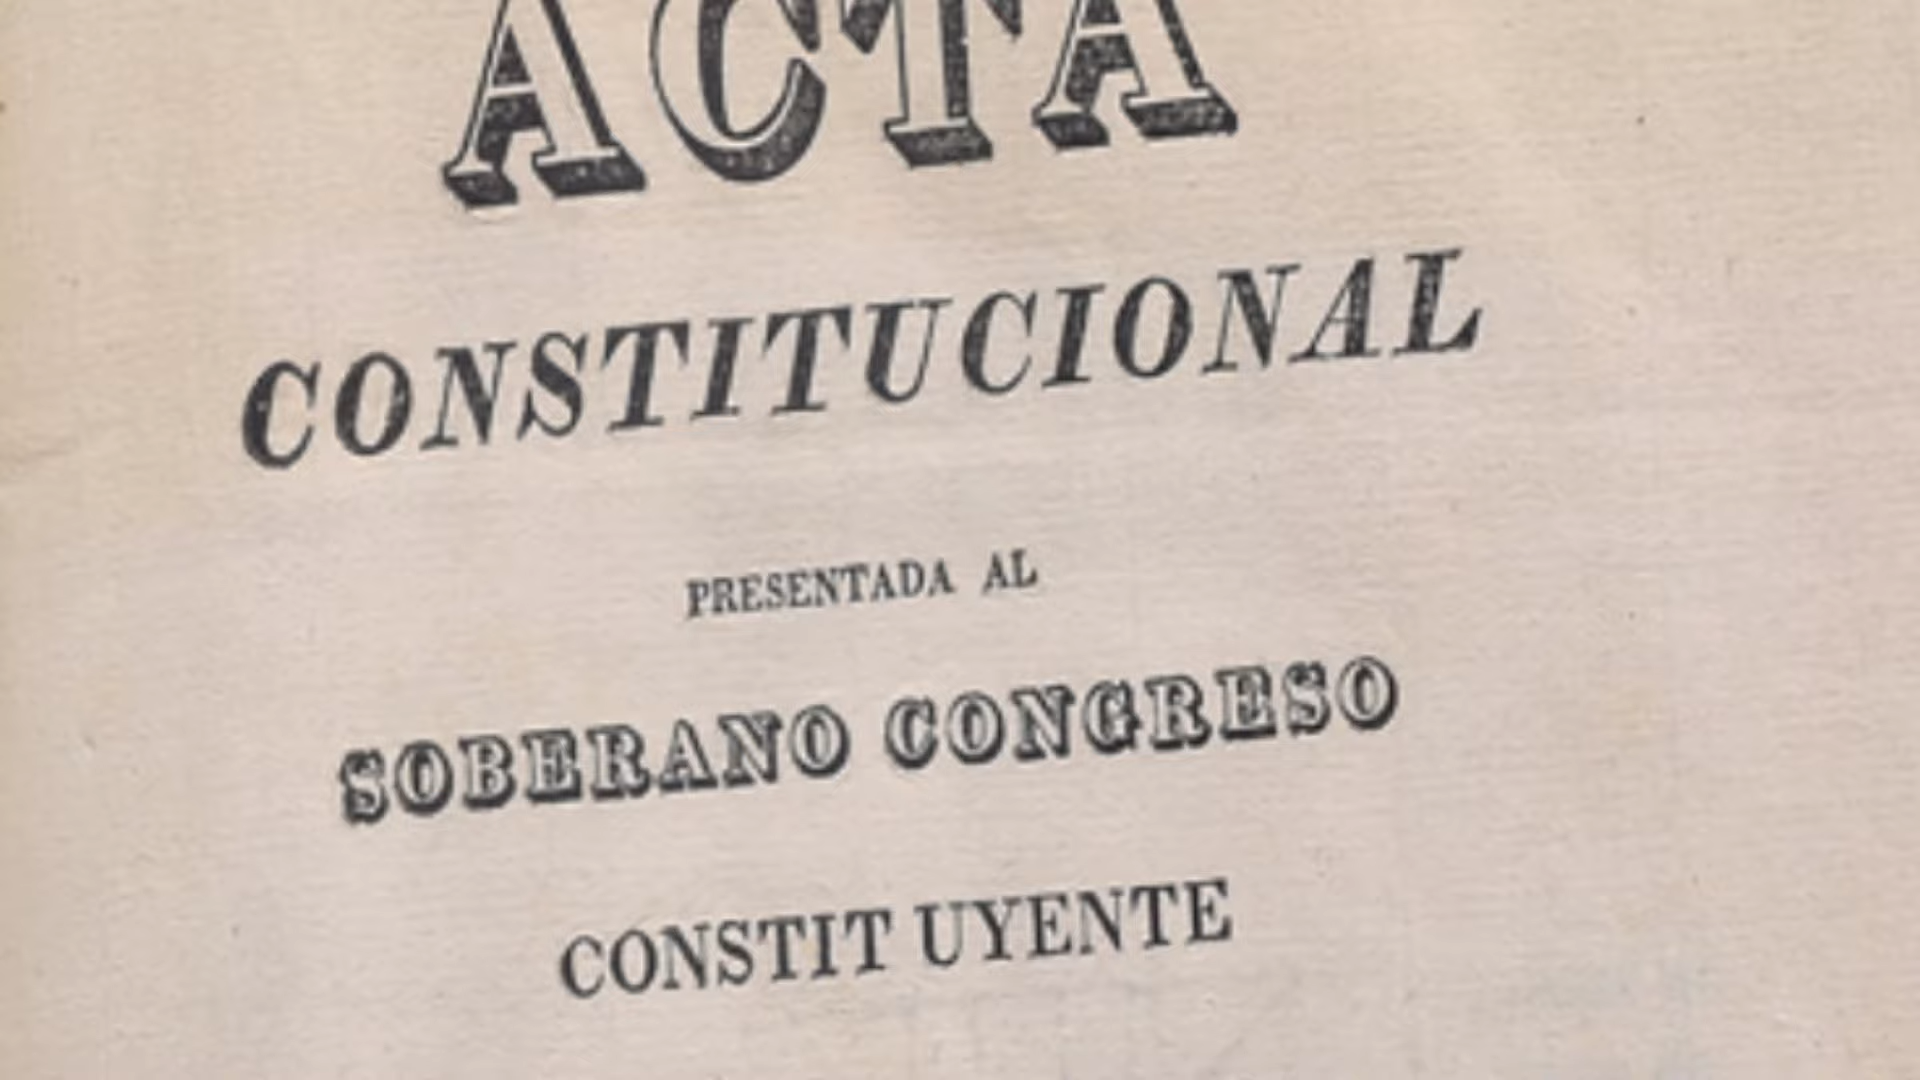 ACTA
CONSTITUCIONAL
PRESENTADA AL
SOBERANO CONGRESO
CONSTIT UYENTE